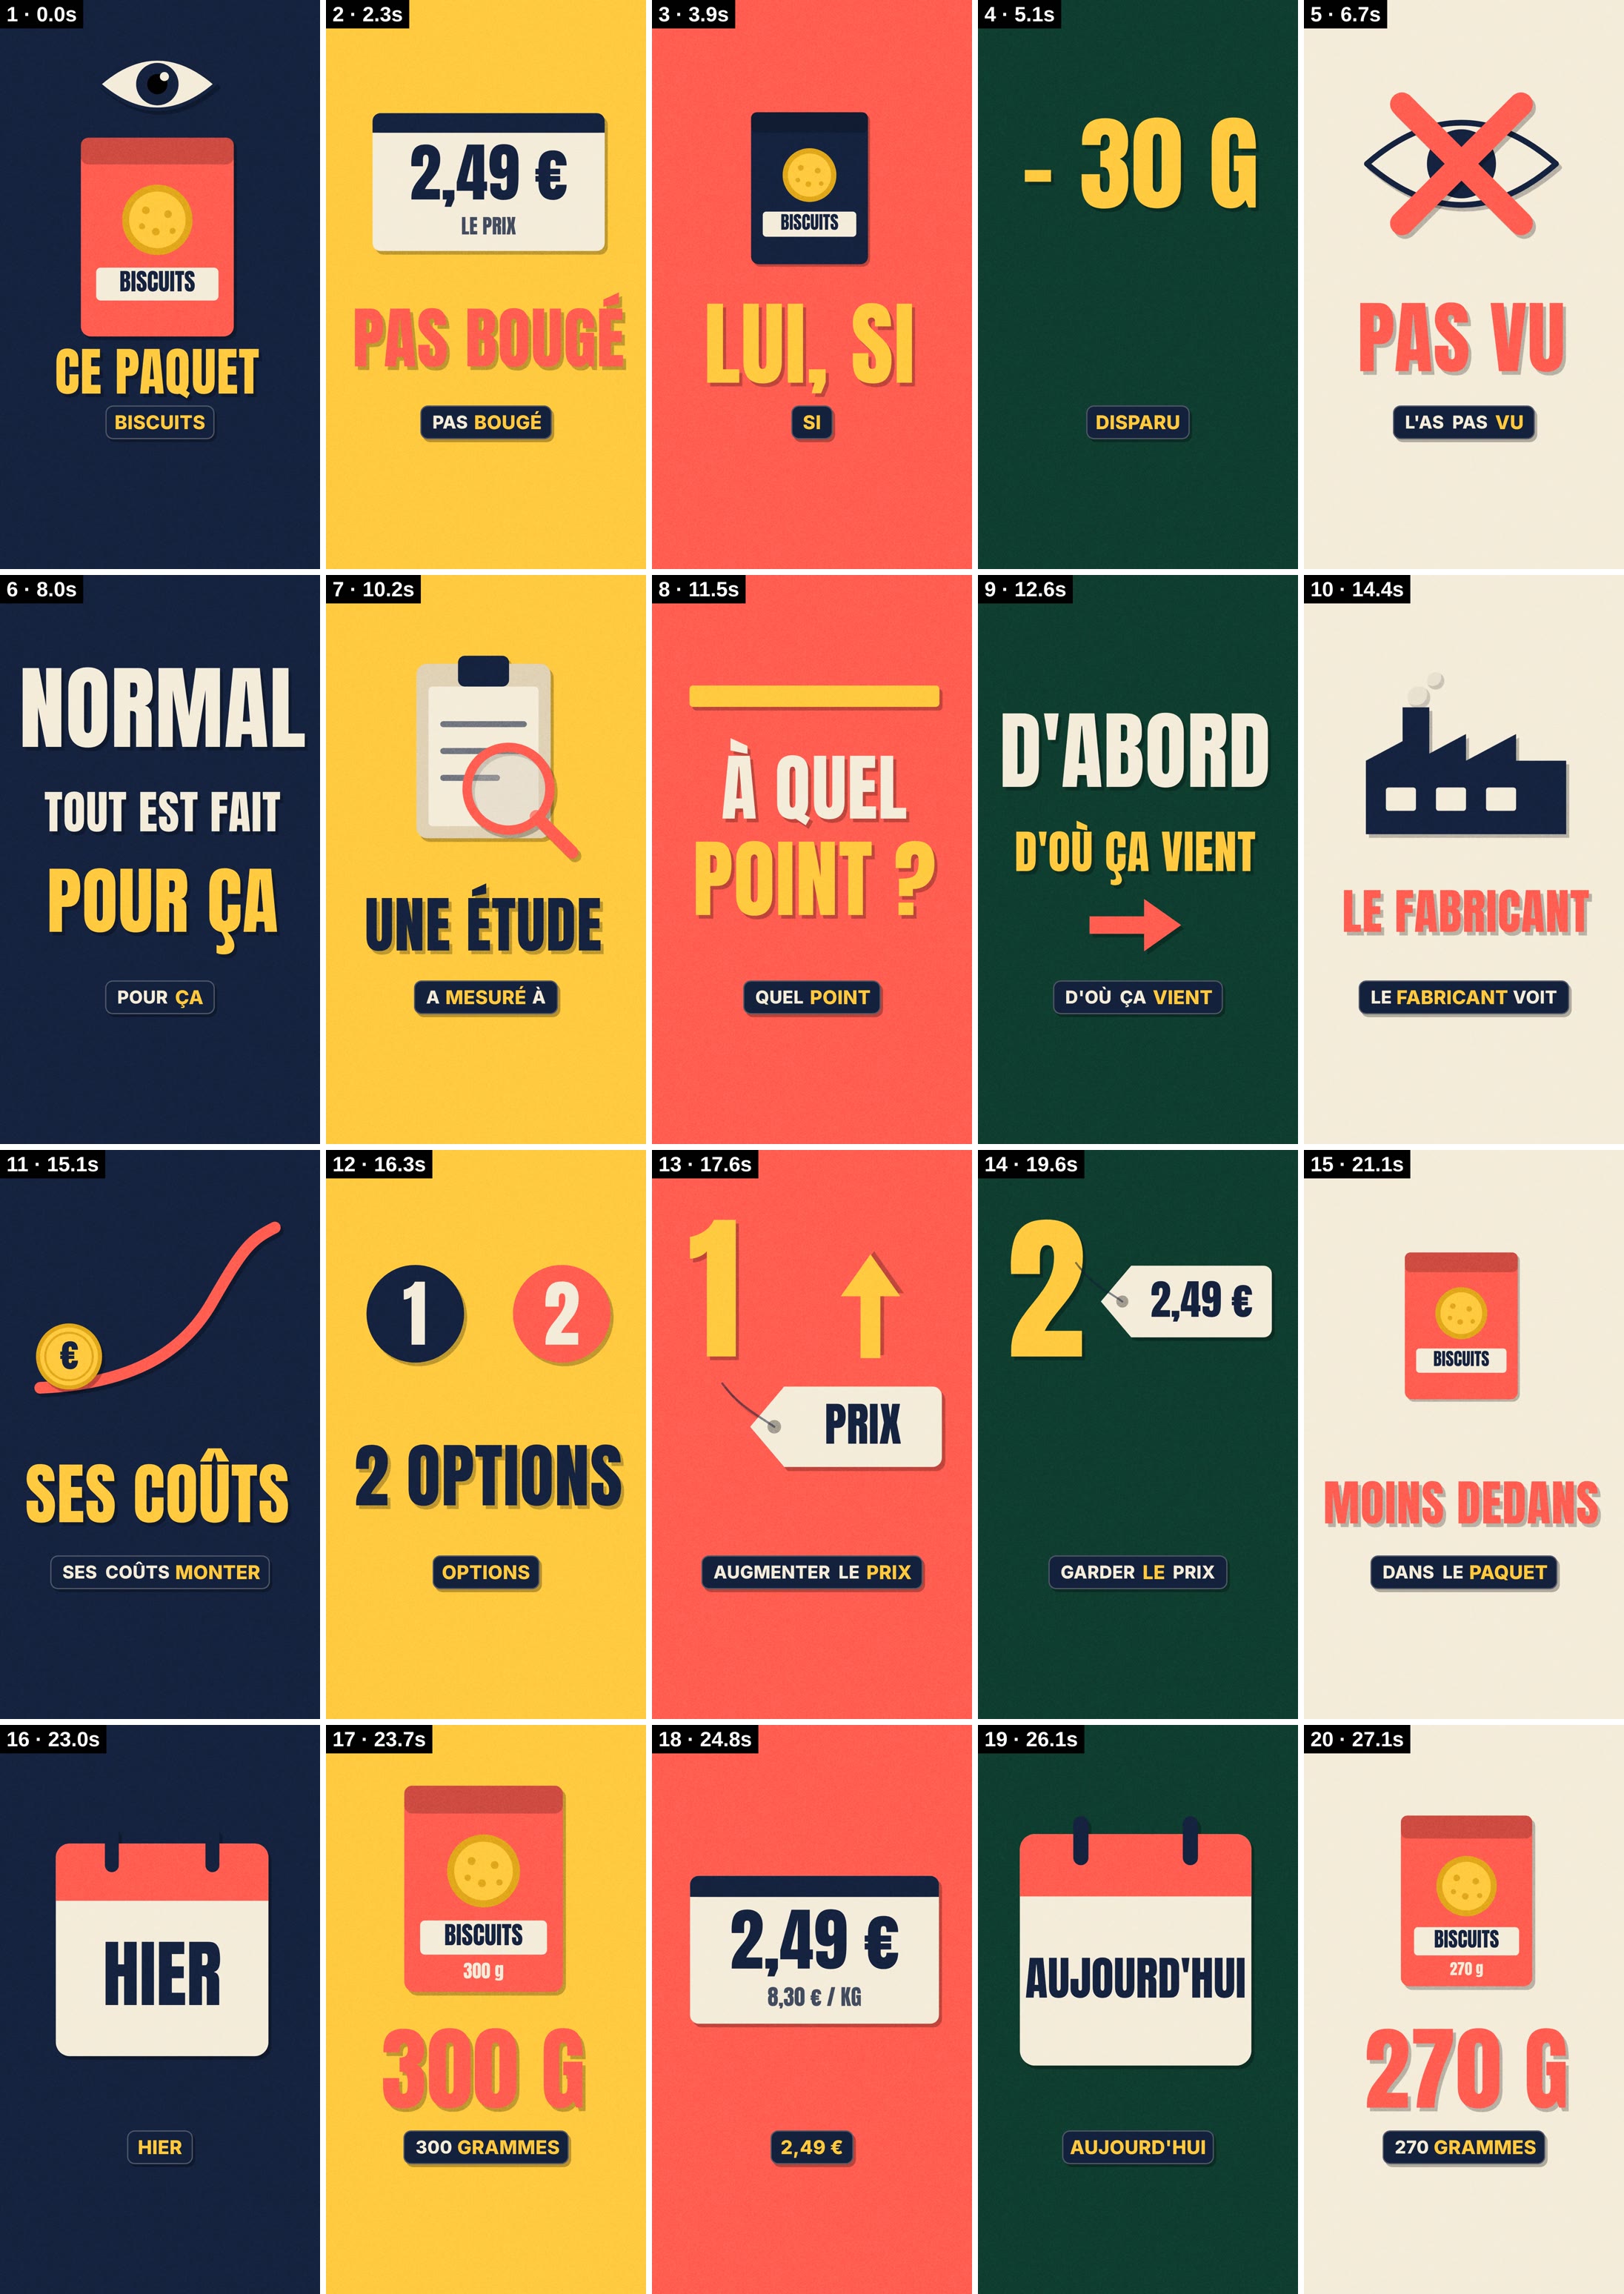 1 · 0.0s
BISCUITS
CE PAQUET
BISCUITS
2 · 2.3s
2,49 €
LE PRIX
PAS BOUGÉ
PAS BOUGÉ
3 · 3.9s
BISCUITS
LUI, SI
SI
4 · 5.1s
- 30 G
DISPARU
5 · 6.7s
PAS VU
L'AS PAS VU
6 · 8.0s
NORMAL
TOUT EST FAIT
POUR ÇA
POUR ÇA
7 · 10.2s
UNE ÉTUDE
A MESURÉ À
8 · 11.5s
À QUEL
POINT ?
QUEL POINT
9 · 12.6s
D'ABORD
D'OÙ ÇA VIENT
D'OÙ ÇA VIENT
10 · 14.4s
LE FABRICANT
LE FABRICANT VOIT
11 · 15.1s
€
SES COÛTS
SES COÛTS MONTER
12 · 16.3s
1 2
2 OPTIONS
OPTIONS
13 · 17.6s
1
PRIX
AUGMENTER LE PRIX
14 · 19.6s
2
2,49 €
GARDER LE PRIX
15 · 21.1s
BISCUITS
MOINS DEDANS
DANS LE PAQUET
16 · 23.0s
HIER
HIER
17 · 23.7s
BISCUITS
300 g
300 G
300 GRAMMES
18 · 24.8s
2,49 €
8,30 € / KG
2,49 €
19 · 26.1s
AUJOURD'HUI
AUJOURD'HUI
20 · 27.1s
BISCUITS
270 g
270 G
270 GRAMMES